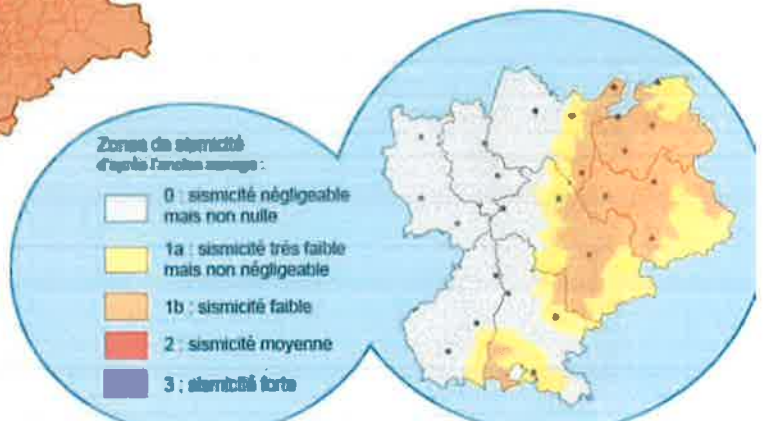 Zones de sismicité
d'après l'ancien zonage :
0 : sismicité négligeable
mais non nulle
1a : sismicité très faible
mais non négligeable
1b : sismicité faible
2 : sismicité moyenne
3 : sismicité forte